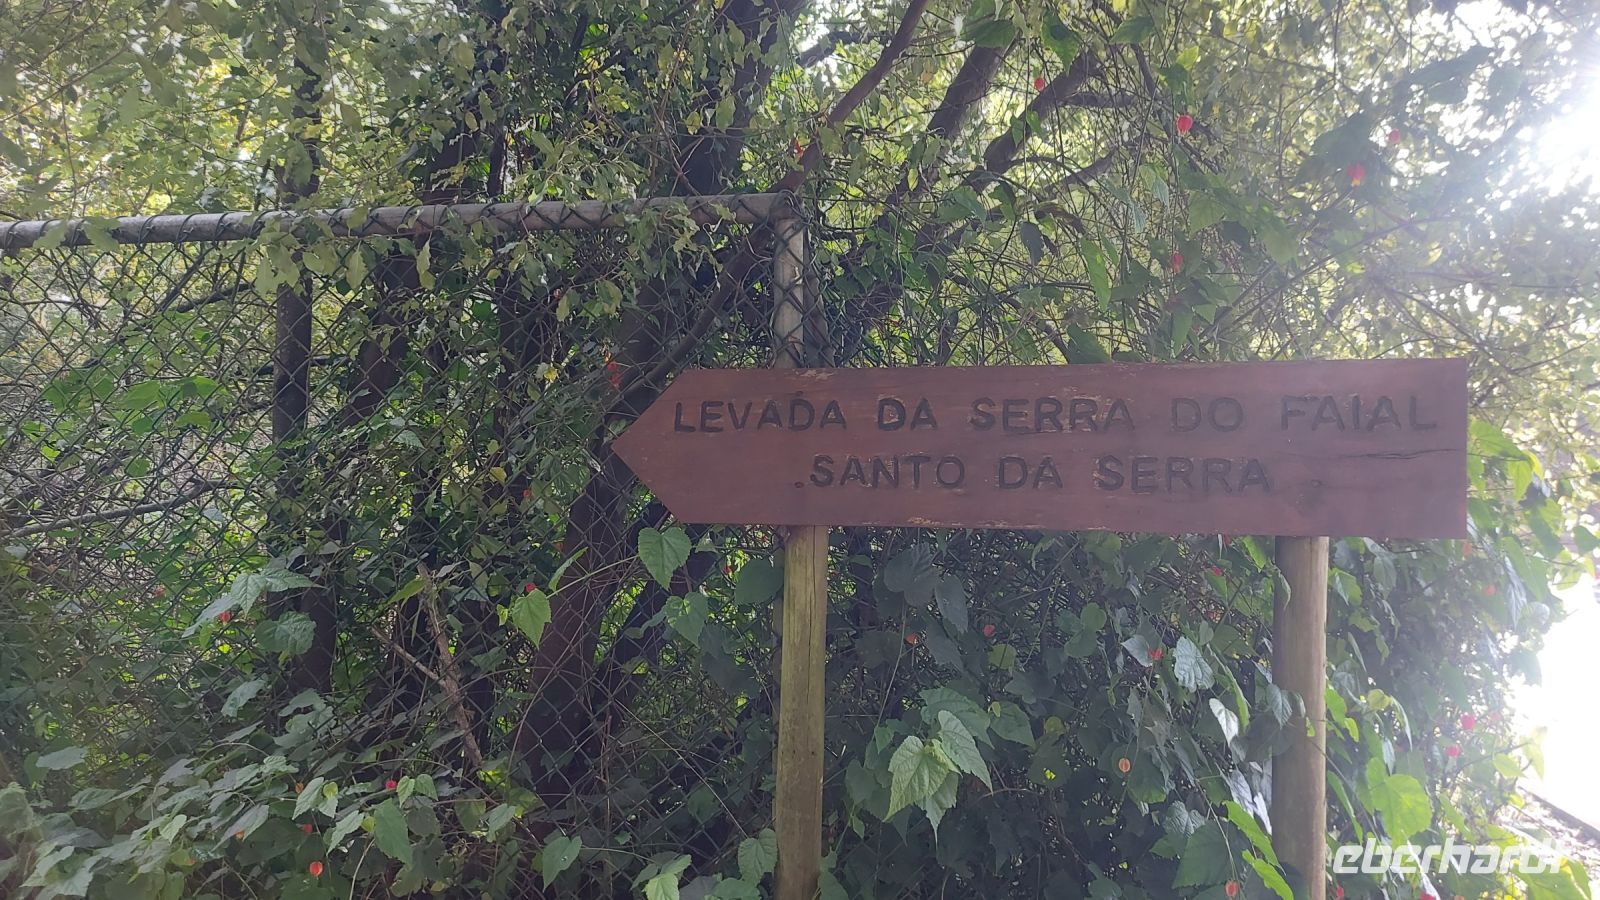 LEVADA DA SERRA DO FAIAL
SANTO DA SERRA
eberhardt